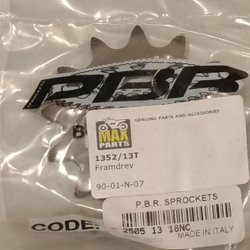 PBR
GENUINE PARTS AND ACCESSORIES
MAX
PARTS
1352/13T
Framdrev
90-01-N-07
P.B.R. SPROCKETS
CODE
2505 13 18NC
MADE IN ITALY